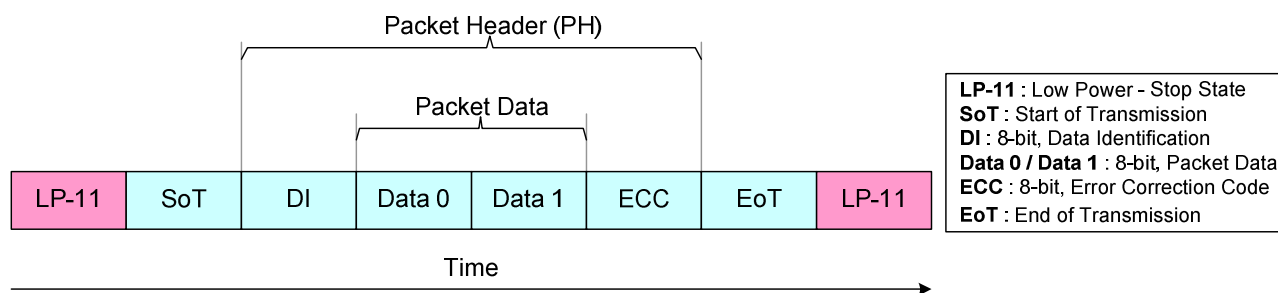 Packet Header (PH)
Packet Data
LP-11 SoT DI Data 0 Data 1 ECC EoT LP-11
Time
LP-11 : Low Power - Stop State
SoT : Start of Transmission
DI : 8-bit, Data Identification
Data 0 / Data 1 : 8-bit, Packet Data
ECC : 8-bit, Error Correction Code
EoT : End of Transmission